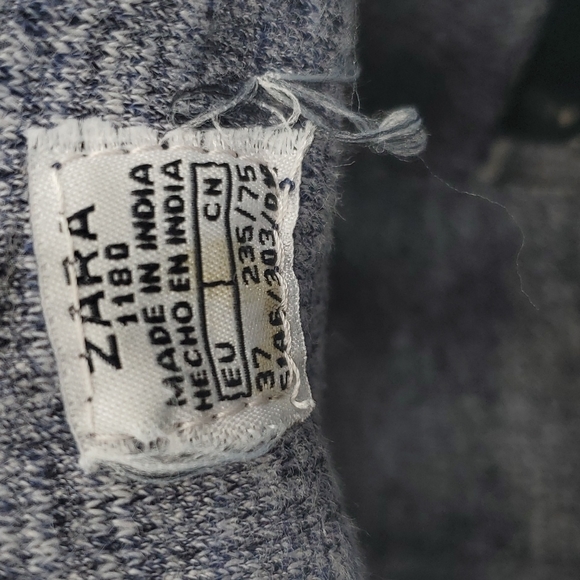 ZARA
1180
MADE IN INDIA
HECHO EN INDIA
EU CN
37 235/75